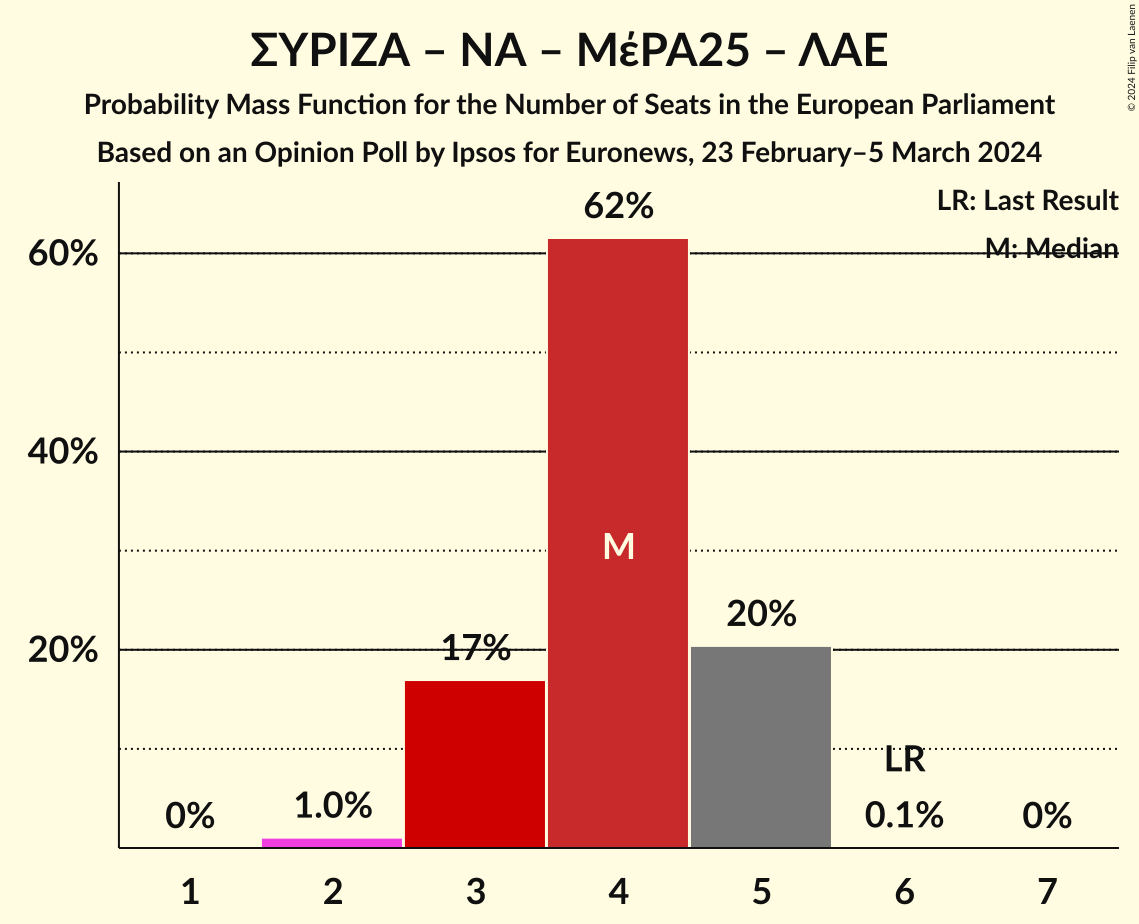 ΣΥΡΙΖΑ – ΝΑ – ΜέΡΑ25 – ΛΑΕ
Probability Mass Function for the Number of Seats in the European Parliament
Based on an Opinion Poll by Ipsos for Euronews, 23 February–5 March 2024
© 2024 Filip van Laenen
LR: Last Result
M: Median
60%
40%
20%
0%
1.0%
17%
62%
M
20%
LR
0.1%
0%
1 2 3 4 5 6 7